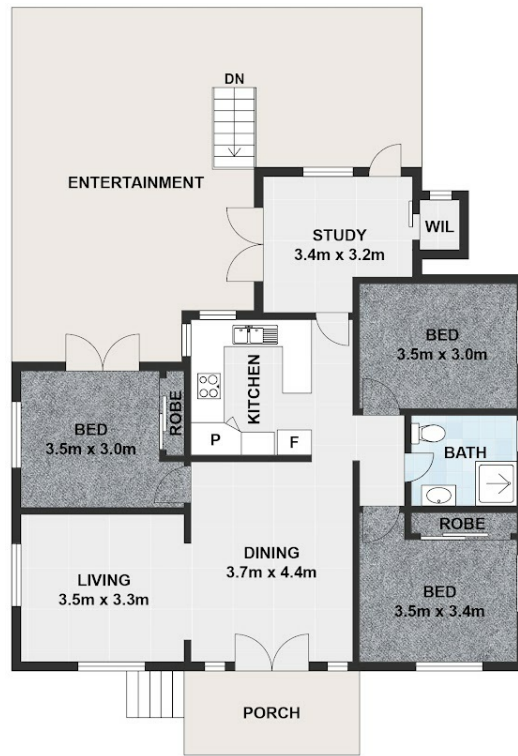 DN
ENTERTAINMENT
STUDY
3.4m x 3.2m
WIL
BED
3.5m x 3.0m
KITCHEN
P
F
BED
3.5m x 3.0m
ROBE
BATH
ROBE
DINING
3.7m x 4.4m
LIVING
3.5m x 3.3m
BED
3.5m x 3.4m
PORCH